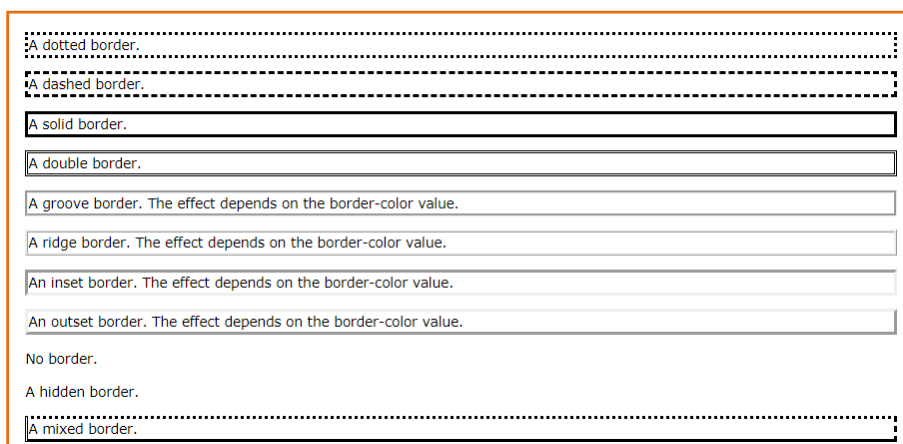 A dotted border.
A dashed border.
A solid border.
A double border.
A groove border. The effect depends on the border-color value.
A ridge border. The effect depends on the border-color value.
An inset border. The effect depends on the border-color value.
An outset border. The effect depends on the border-color value.
No border.
A hidden border.
A mixed border.